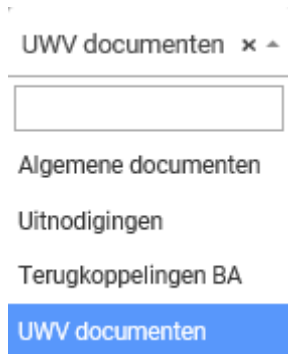 UWV documenten ×
Algemene documenten
Uitnodigingen
Terugkoppelingen BA
UWV documenten